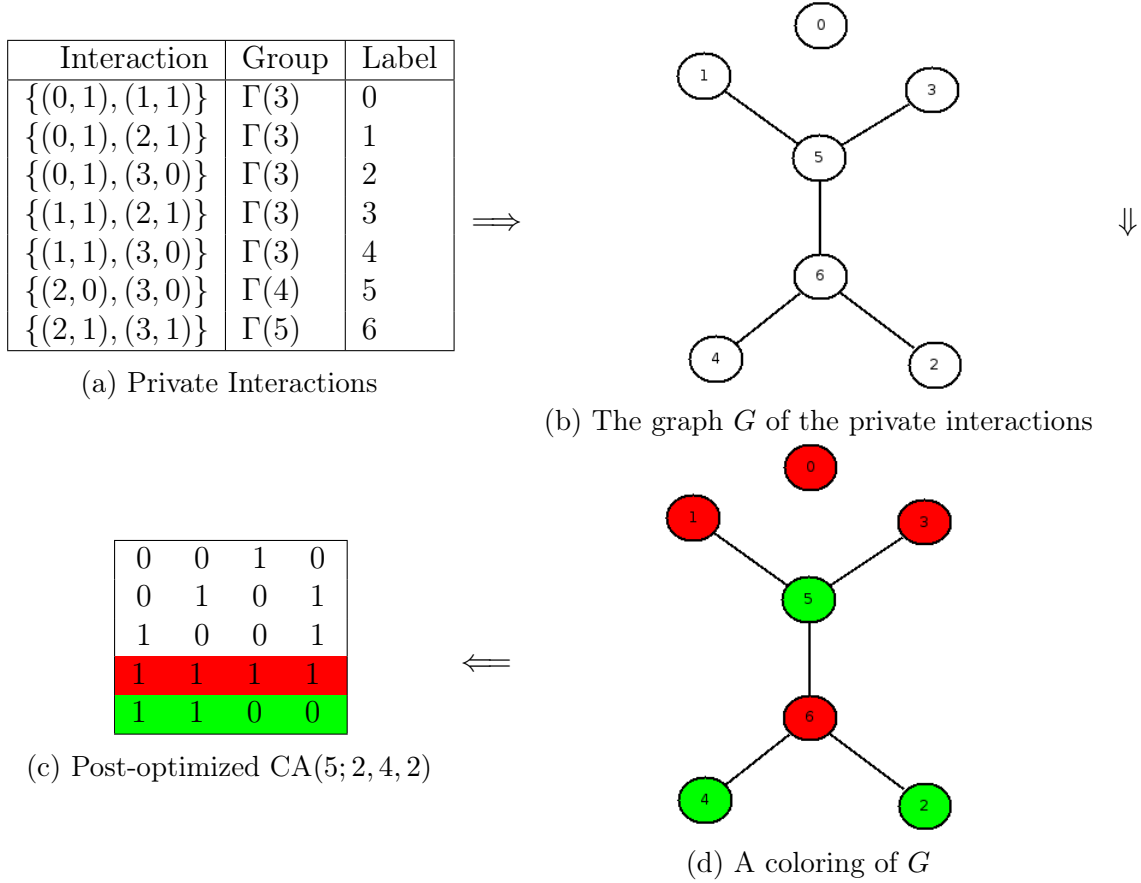 Interaction Group Label
{(0, 1), (1, 1)} Γ(3) 0
{(0, 1), (2, 1)} Γ(3) 1
{(0, 1), (3, 0)} Γ(3) 2
{(1, 1), (2, 1)} Γ(3) 3
{(1, 1), (3, 0)} Γ(3) 4
{(2, 0), (3, 0)} Γ(4) 5
{(2, 1), (3, 1)} Γ(5) 6
(a) Private Interactions
⟹
0
1
3
5
6
4
2
(b) The graph G of the private interactions
⇓
0 0 1 0
0 1 0 1
1 0 0 1
1 1 1 1
1 1 0 0
(c) Post-optimized CA(5; 2, 4, 2)
⟸
0
1
3
5
6
4
2
(d) A coloring of G